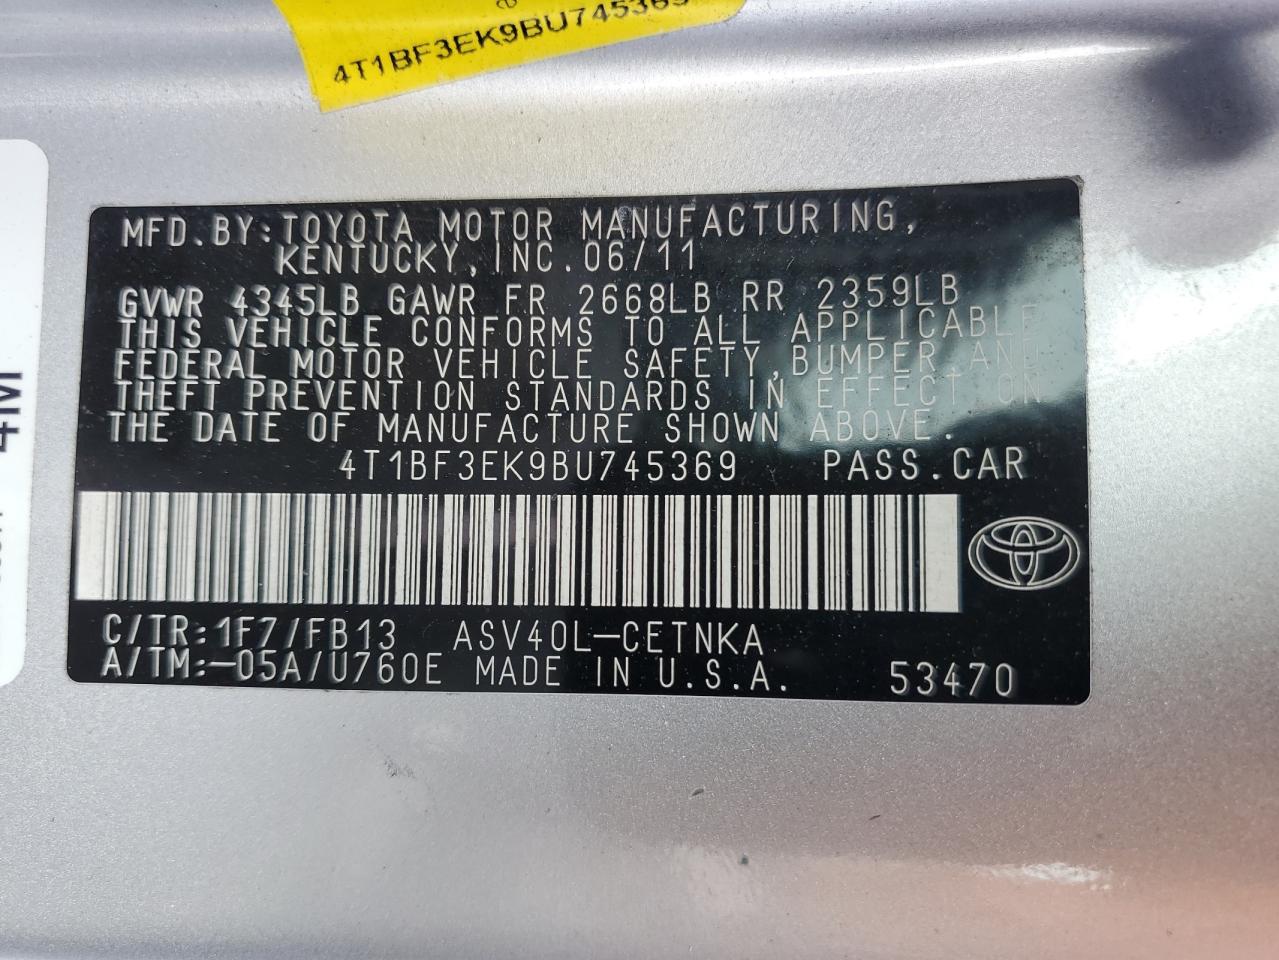 4T1BF3EK9BU745369
MFD. BY: TOYOTA MOTOR MANUFACTURING,
KENTUCKY, INC. 06/11
GVWR 4345LB GAWR FR 2668LB RR 2359LB
THIS VEHICLE CONFORMS TO ALL APPLICABLE
FEDERAL MOTOR VEHICLE SAFETY, BUMPER AND
THEFT PREVENTION STANDARDS IN EFFECT ON
THE DATE OF MANUFACTURE SHOWN ABOVE.
4T1BF3EK9BU745369 PASS. CAR
C/TR: 1F7/FB13 ASV40L-CETNKA
A/TM: -05A/U760E MADE IN U.S.A. 53470
4M